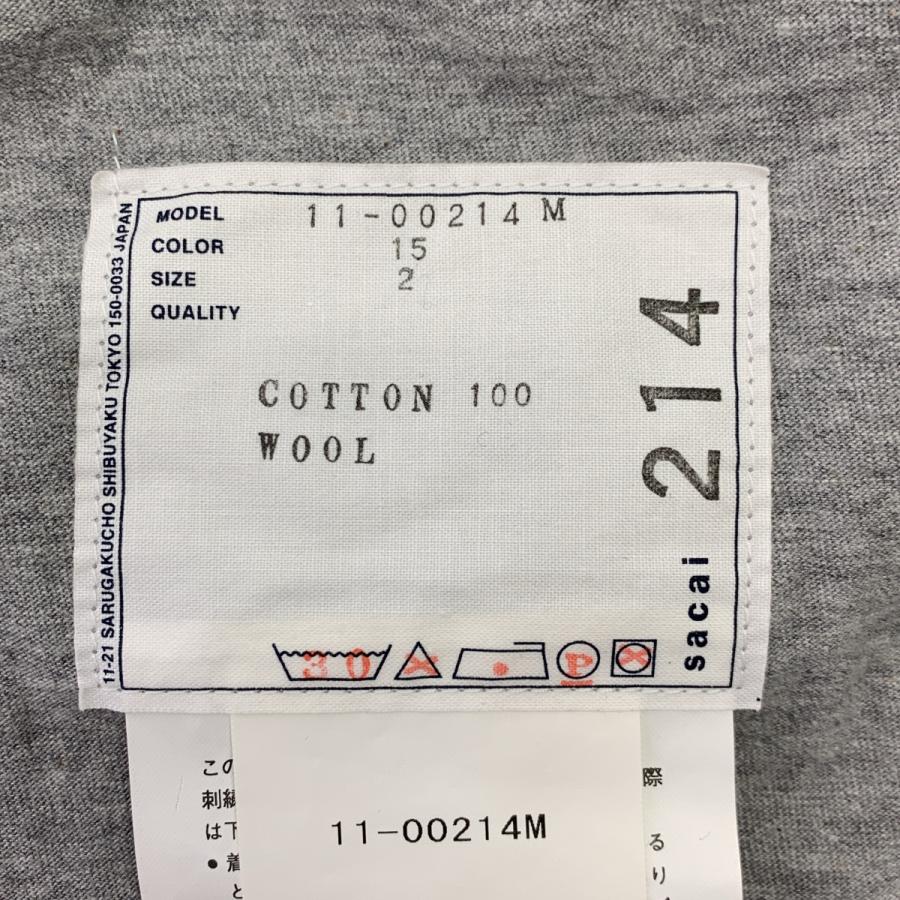 MODEL 11-00214 M
COLOR 15
SIZE 2
QUALITY
COTTON 100
WOOL
214
sacai
11-21 SARUGAKUCHO SHIBUYAKU TOKYO 150-0033 JAPAN
30
P
この
際
刺繍
は下
る
● 着
り
と
11-00214M